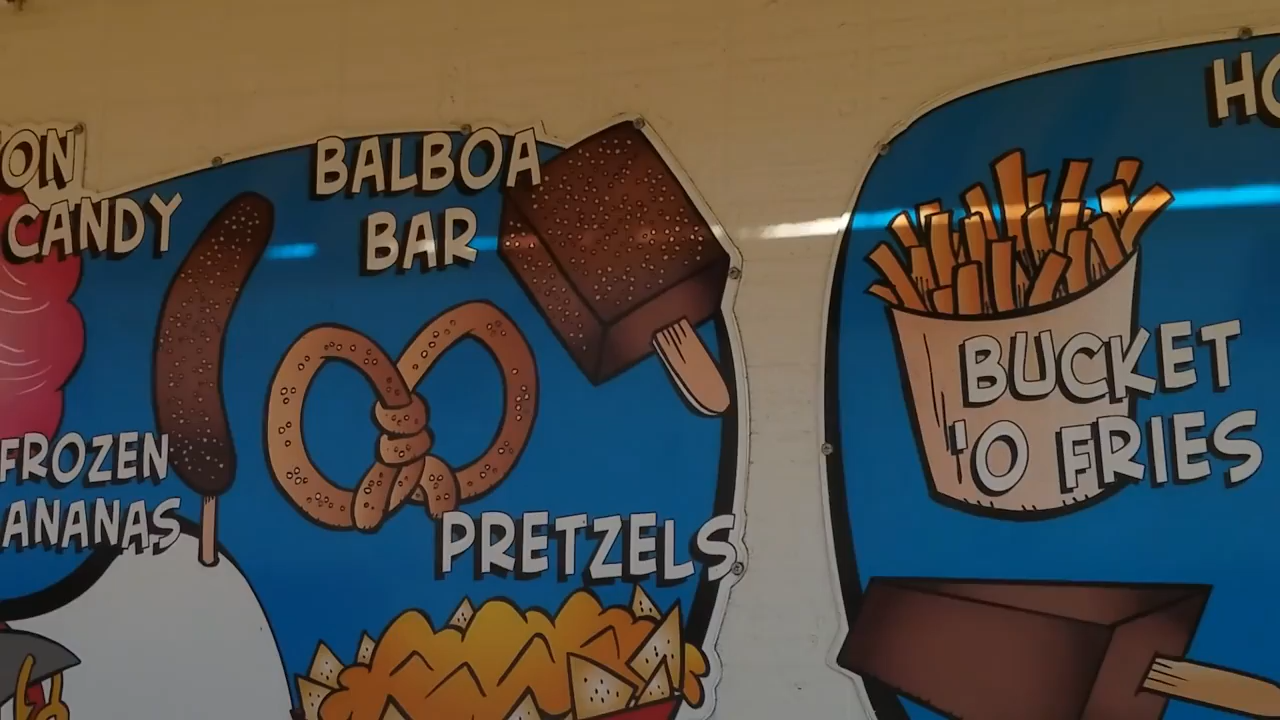 ON
CANDY
BALBOA
BAR
FROZEN
ANANAS
PRETZELS
HO
BUCKET
'O FRIES